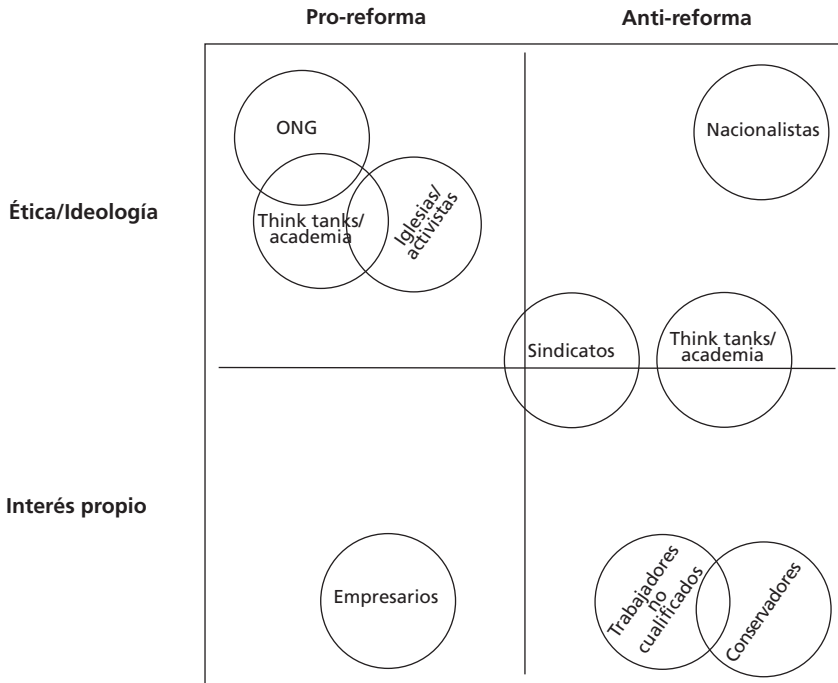 Pro-reforma
Anti-reforma
Ética/Ideología
ONG
Think tanks/
academia
Iglesias/
activistas
Nacionalistas
Sindicatos
Think tanks/
academia
Interés propio
Empresarios
Trabajadores
no
cualificados
Conservadores